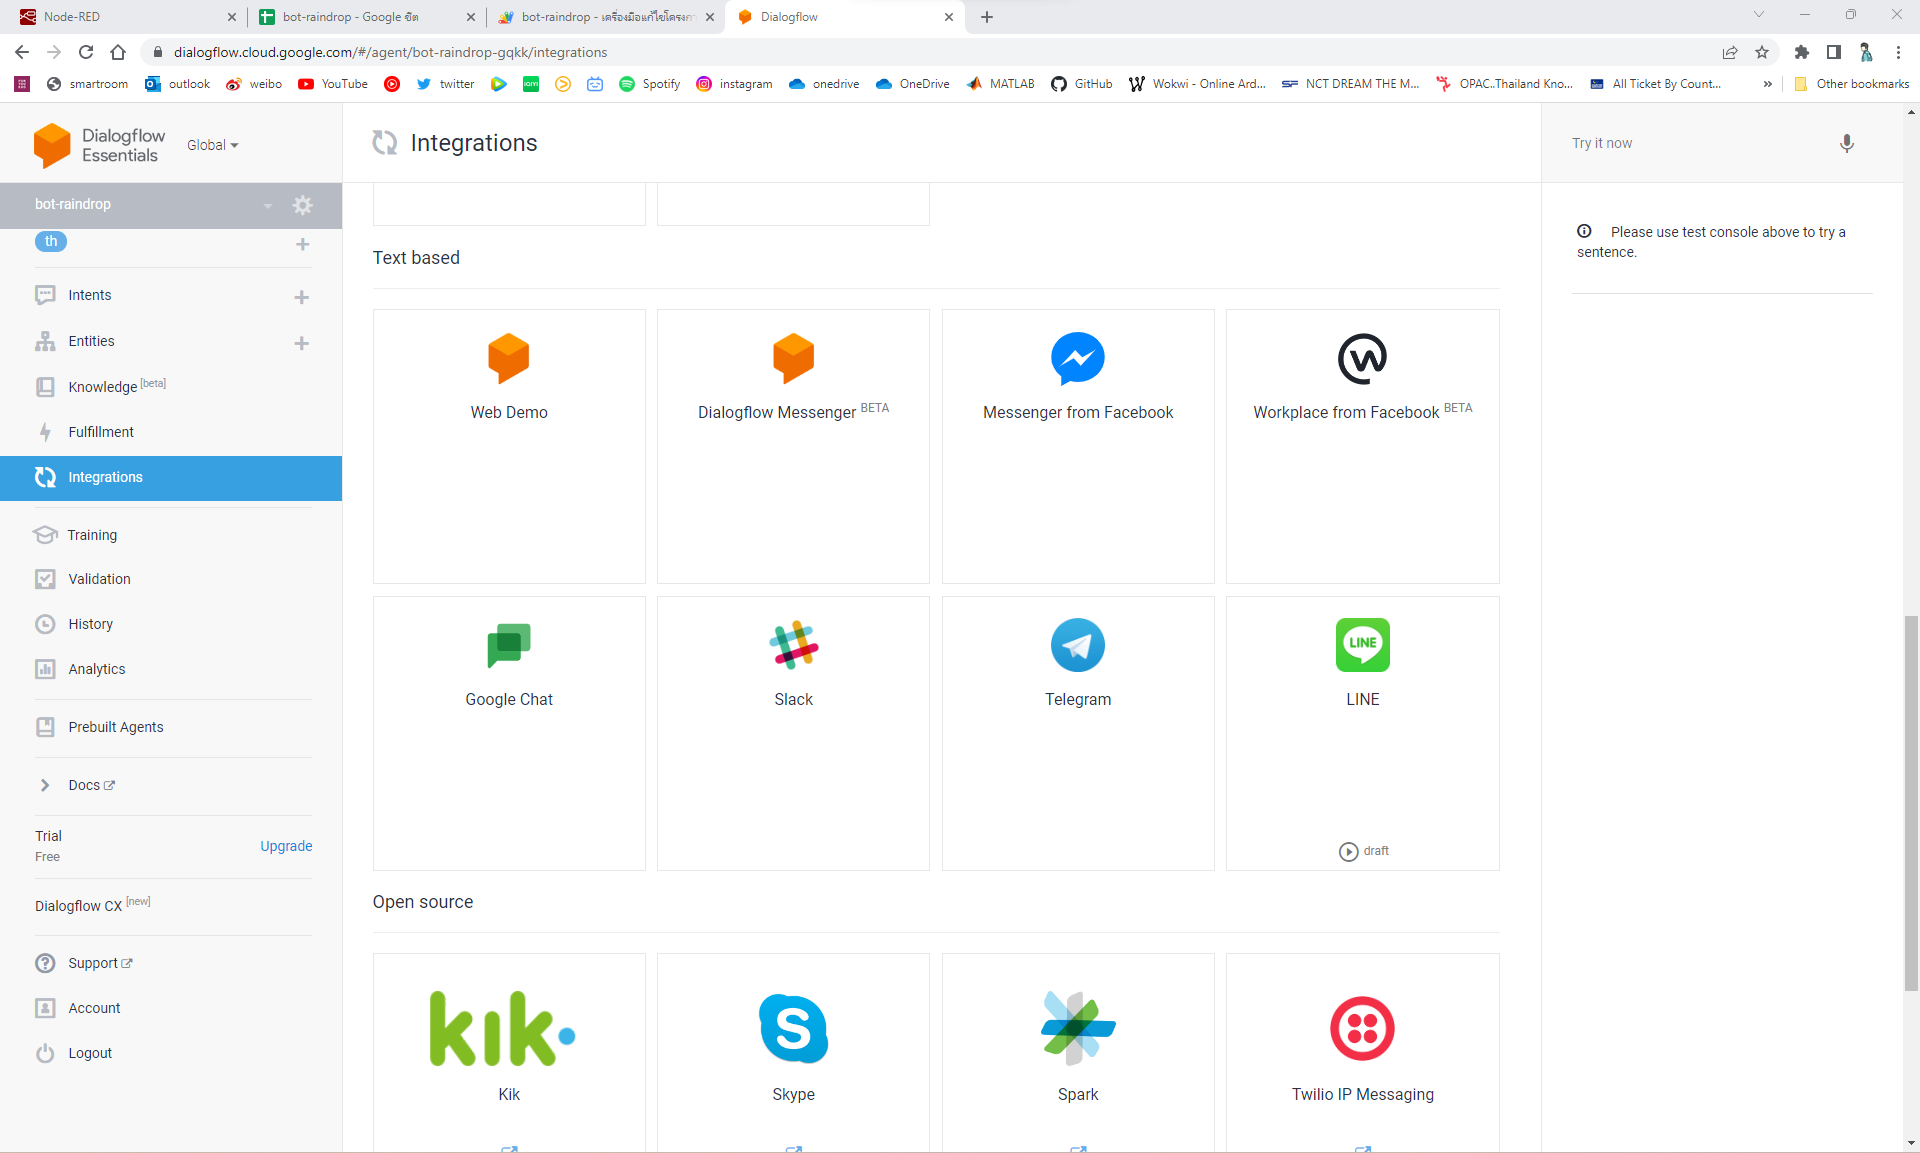 Node-RED
bot-raindrop - Google ชีต
bot-raindrop - เครื่องมือแก้ไขโครงการ
Dialogflow
dialogflow.cloud.google.com/#/agent/bot-raindrop-gqkk/integrations
smartroom
outlook
weibo
YouTube
twitter
Spotify
instagram
onedrive
OneDrive
MATLAB
GitHub
Wokwi - Online Ard...
NCT DREAM THE M...
OPAC..Thailand Kno...
All Ticket By Count...
»
Other bookmarks
Dialogflow
Essentials
Global
Integrations
Try it now
bot-raindrop
th
Intents
Entities
Knowledge [beta]
Fulfillment
Integrations
Training
Validation
History
Analytics
Prebuilt Agents
Docs
Trial
Free
Upgrade
Dialogflow CX [new]
Support
Account
Logout
Text based
Web Demo
Dialogflow Messenger BETA
Messenger from Facebook
Workplace from Facebook BETA
Google Chat
Slack
Telegram
LINE
LINE
draft
Open source
kik
Kik
Skype
Spark
Twilio IP Messaging
Please use test console above to try a
sentence.